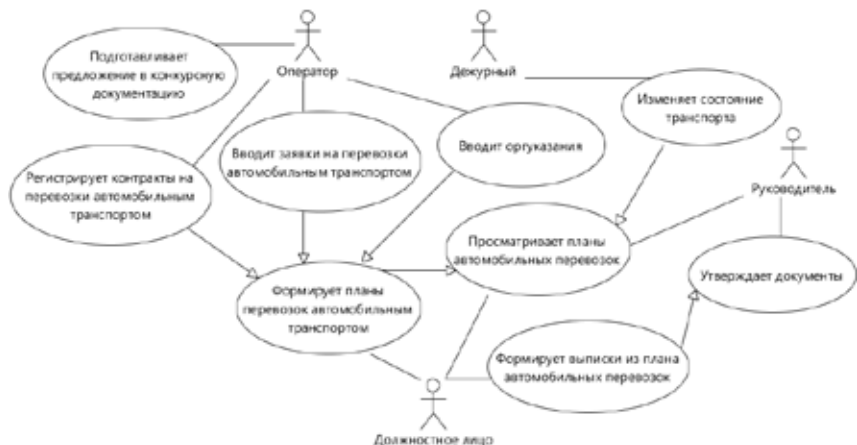 Подготавливает
предложение в конкурсную
документацию
Оператор
Дежурный
Изменяет состояние
транспорта
Вводит заявки на перевозки
автомобильным транспортом
Вводит оргуказания
Регистрирует контракты на
перевозки автомобильным
транспортом
Руководитель
Просматривает планы
автомобильных перевозок
Утверждает документы
Формирует планы
перевозок автомобильным
транспортом
Формирует выписки из плана
автомобильных перевозок
Должностное лицо